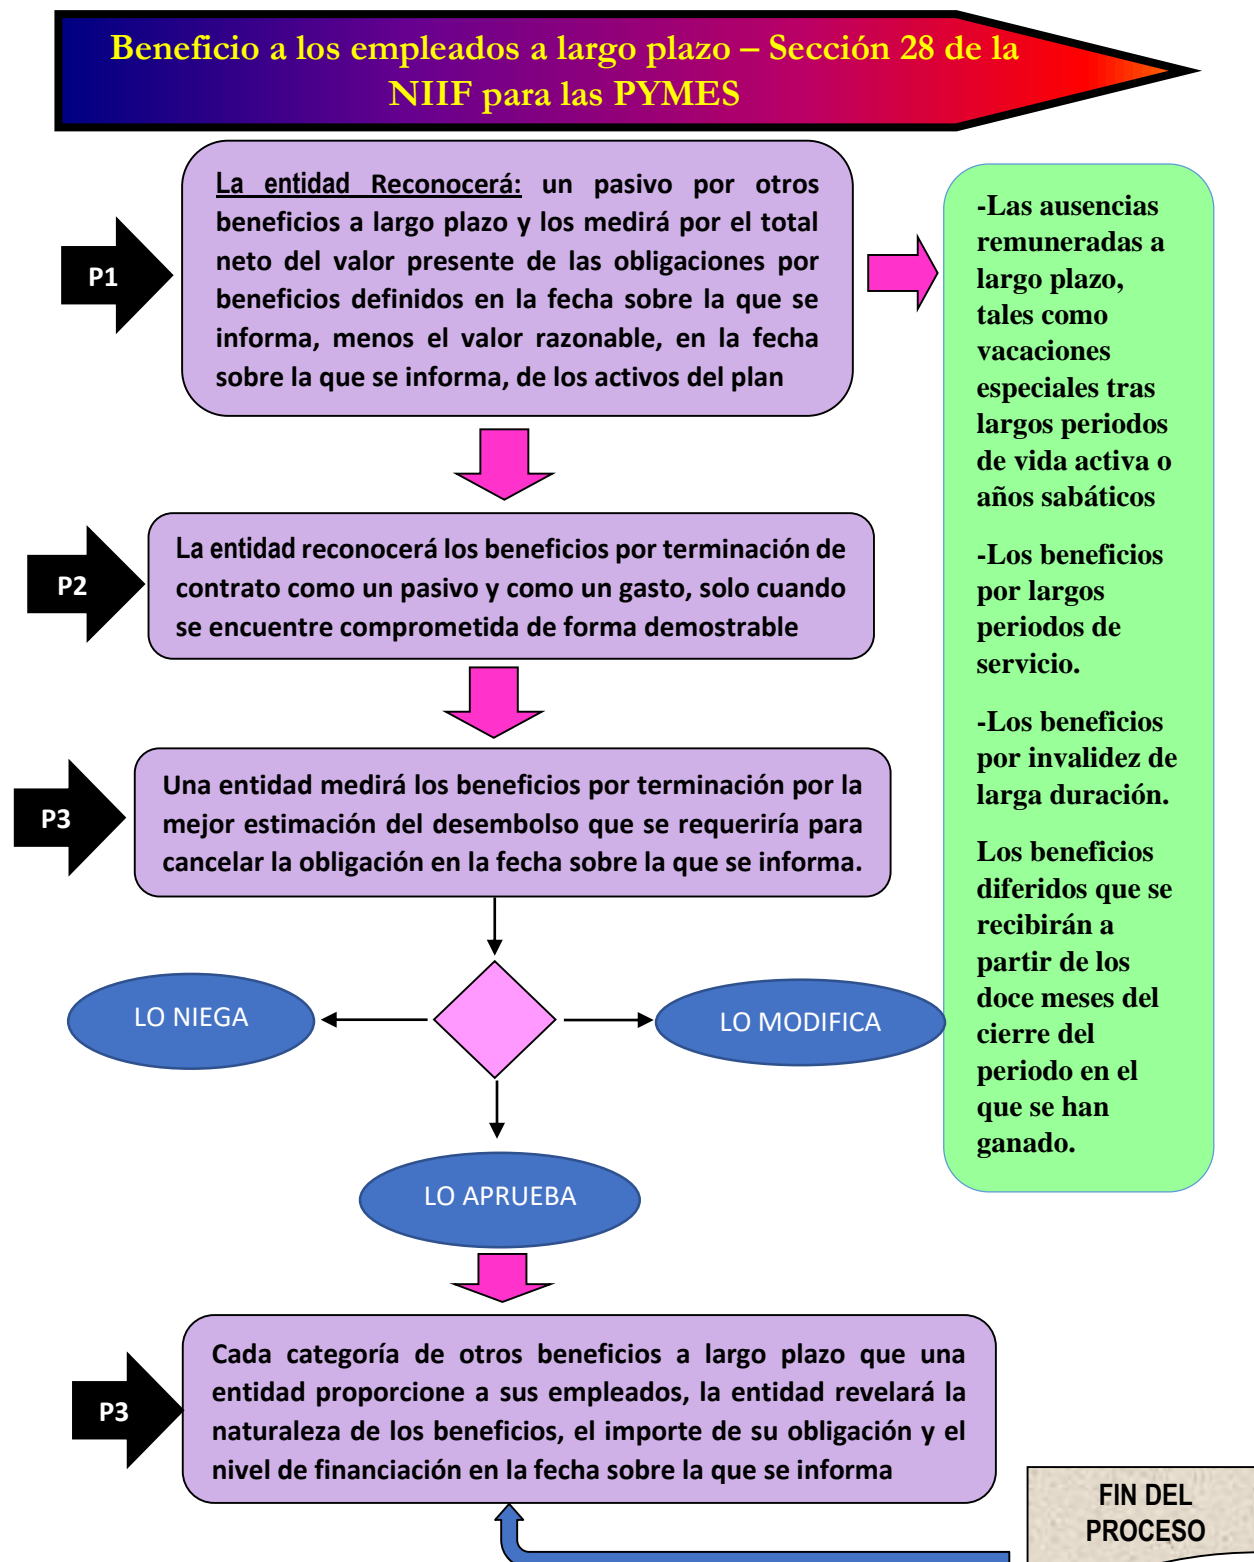 Beneficio a los empleados a largo plazo – Sección 28 de la
NIIF para las PYMES
P1
La entidad Reconocerá: un pasivo por otros
beneficios a largo plazo y los medirá por el total
neto del valor presente de las obligaciones por
beneficios definidos en la fecha sobre la que se
informa, menos el valor razonable, en la fecha
sobre la que se informa, de los activos del plan
-Las ausencias
remuneradas a
largo plazo,
tales como
vacaciones
especiales tras
largos periodos
de vida activa o
años sabáticos
-Los beneficios
por largos
periodos de
servicio.
-Los beneficios
por invalidez de
larga duración.
Los beneficios
diferidos que se
recibirán a
partir de los
doce meses del
cierre del
periodo en el
que se han
ganado.
P2
La entidad reconocerá los beneficios por terminación de
contrato como un pasivo y como un gasto, solo cuando
se encuentre comprometida de forma demostrable
P3
Una entidad medirá los beneficios por terminación por la
mejor estimación del desembolso que se requeriría para
cancelar la obligación en la fecha sobre la que se informa.
LO NIEGA
LO MODIFICA
LO APRUEBA
P3
Cada categoría de otros beneficios a largo plazo que una
entidad proporcione a sus empleados, la entidad revelará la
naturaleza de los beneficios, el importe de su obligación y el
nivel de financiación en la fecha sobre la que se informa
FIN DEL
PROCESO